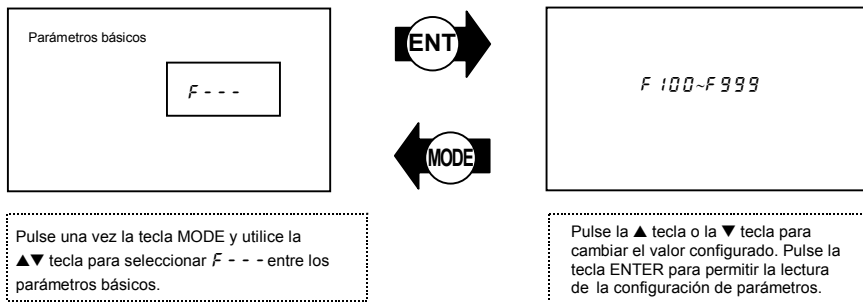 Parámetros básicos
F - - -
ENT
MODE
F 100~F 999
Pulse una vez la tecla MODE y utilice la
▲▼ tecla para seleccionar F - - - entre los
parámetros básicos.
Pulse la ▲ tecla o la ▼ tecla para
cambiar el valor configurado. Pulse la
tecla ENTER para permitir la lectura
de la configuración de parámetros.